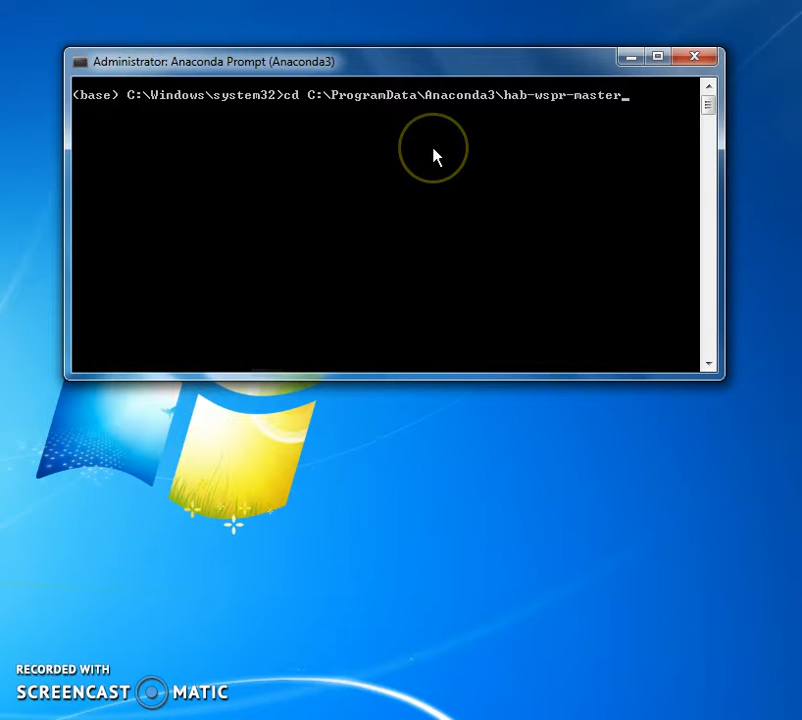 Administrator: Anaconda Prompt (Anaconda3)
(base) C:\Windows\system32>cd C:\ProgramData\Anaconda3\hab-wspr-master_
RECORDED WITH
SCREENCAST MATIC